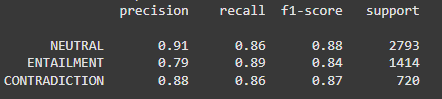 precision recall f1-score support
NEUTRAL 0.91 0.86 0.88 2793
ENTAILMENT 0.79 0.89 0.84 1414
CONTRADICTION 0.88 0.86 0.87 720